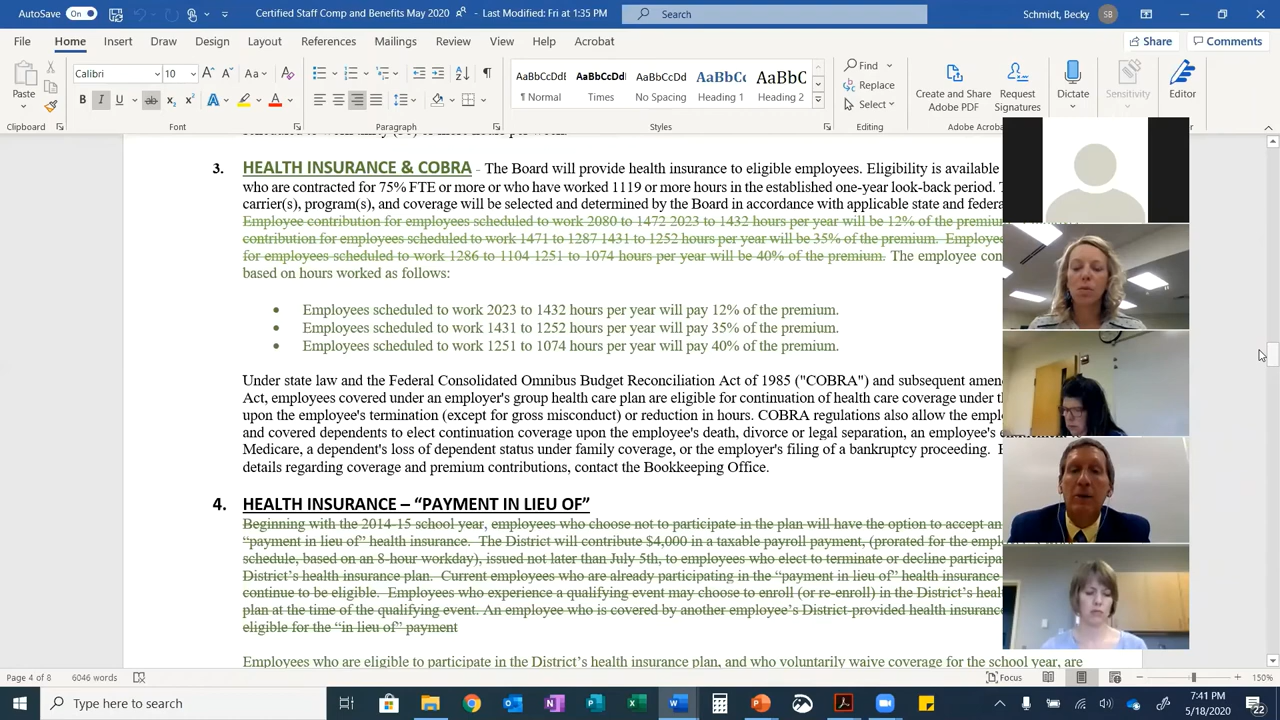 AutoSave On
Last Modified: Fri at 1:35 PM
Search
Schmidt, Becky SB
File Home Insert Draw Design Layout References Mailings Review View Help Acrobat Share Comments
Paste
Calibri 10
AaBbCcDdE AaBbCcDdI AaBbCcDd AaBbCc AaBbC
¶ Normal Times No Spacing Heading 1 Heading
Find
Replace
Select
Create and Share Adobe PDF
Request Signatures
Dictate
Sensitivity
Editor
Clipboard Font Paragraph Styles Editing Adobe Acroba
3. HEALTH INSURANCE & COBRA - The Board will provide health insurance to eligible employees. Eligibility is available
who are contracted for 75% FTE or more or who have worked 1119 or more hours in the established one-year look-back period.
carrier(s), program(s), and coverage will be selected and determined by the Board in accordance with applicable state and federa
Employee contribution for employees scheduled to work 2080 to 1472 2023 to 1432 hours per year will be 12% of the premium
contribution for employees scheduled to work 1471 to 1287 1431 to 1252 hours per year will be 35% of the premium. Employe
for employees scheduled to work 1286 to 1104 1251 to 1074 hours per year will be 40% of the premium. The employee con
based on hours worked as follows:
• Employees scheduled to work 2023 to 1432 hours per year will pay 12% of the premium.
• Employees scheduled to work 1431 to 1252 hours per year will pay 35% of the premium.
• Employees scheduled to work 1251 to 1074 hours per year will pay 40% of the premium.
Under state law and the Federal Consolidated Omnibus Budget Reconciliation Act of 1985 ("COBRA") and subsequent amen
Act, employees covered under an employer's group health care plan are eligible for continuation of health care coverage under th
upon the employee's termination (except for gross misconduct) or reduction in hours. COBRA regulations also allow the empl
and covered dependents to elect continuation coverage upon the employee's death, divorce or legal separation, an employee's
Medicare, a dependent's loss of dependent status under family coverage, or the employer's filing of a bankruptcy proceeding.
details regarding coverage and premium contributions, contact the Bookkeeping Office.
4. HEALTH INSURANCE – “PAYMENT IN LIEU OF”
Beginning with the 2014-15 school year, employees who choose not to participate in the plan will have the option to accept an
“payment in lieu of” health insurance. The District will contribute $4,000 in a taxable payroll payment, (prorated for the empl
schedule, based on an 8-hour workday), issued not later than July 5th, to employees who elect to terminate or decline participa
District’s health insurance plan. Current employees who are already participating in the “payment in lieu of” health insurance
continue to be eligible. Employees who experience a qualifying event may choose to enroll (or re-enroll) in the District’s heal
plan at the time of the qualifying event. An employee who is covered by another employee’s District-provided health insurance
eligible for the “in lieu of” payment
Employees who are eligible to participate in the District’s health insurance plan, and who voluntarily waive coverage for the school year, are
Page 4 of 8 6046 words Focus 150%
Type here to search
7:41 PM
5/18/2020
22